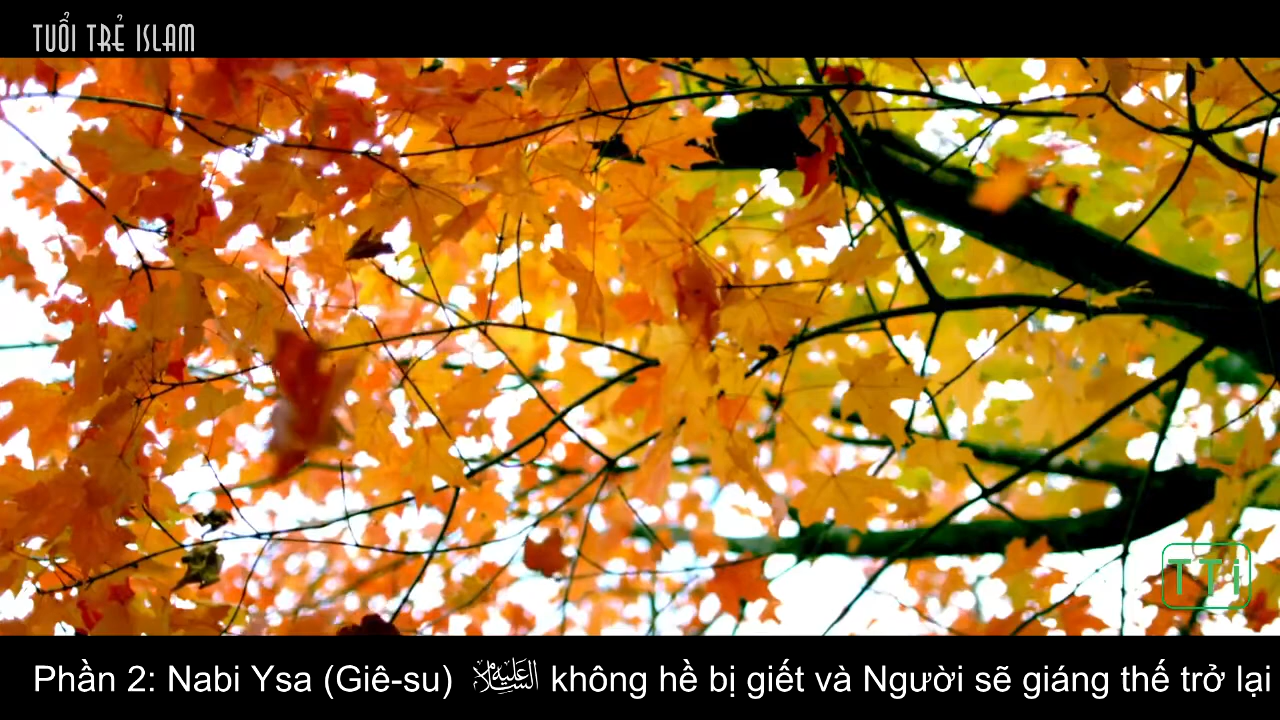 TUỔI TRẺ ISLAM
TTi
Phần 2: Nabi Ysa (Giê-su) عليه السلام không hề bị giết và Người sẽ giáng thế trở lại